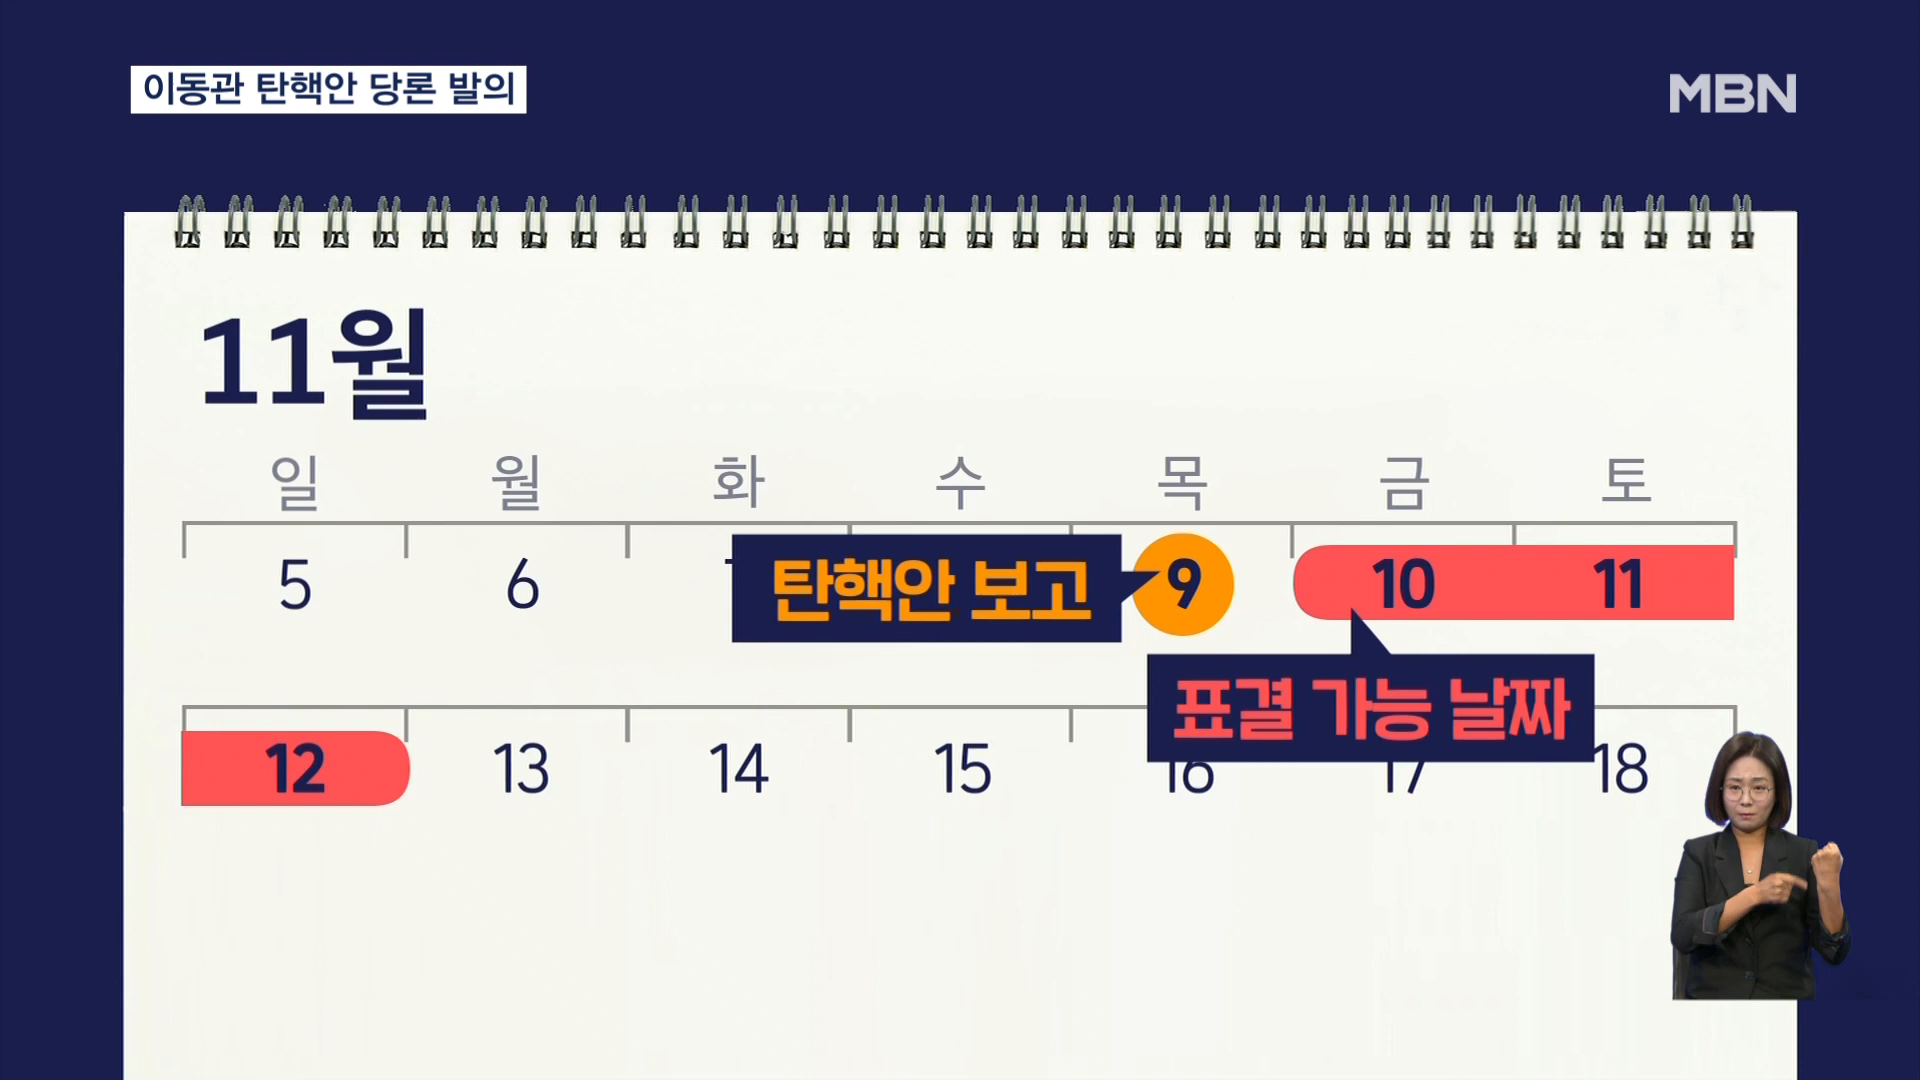 이동관 탄핵안 당론 발의
MBN
11월
일 월 화 수 목 금 토
5 6 탄핵안 보고 9 10 11
표결 가능 날짜
12 13 14 15 16 17 18